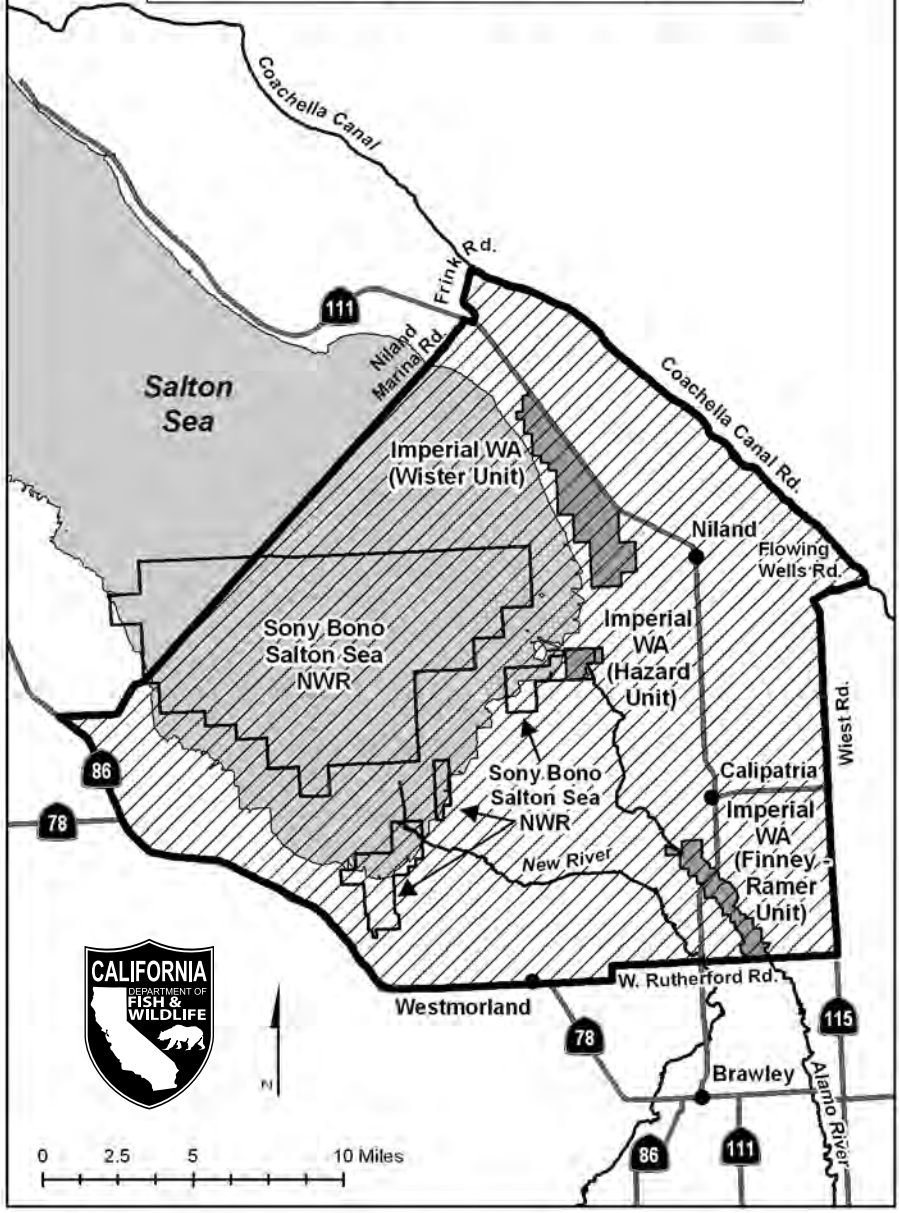 Coachella Canal
Frink Rd.
111
Niland
Marina Rd.
Salton
Sea
Coachella Canal Rd.
Imperial WA
(Wister Unit)
Niland
Flowing
Wells Rd.
Sony Bono
Salton Sea
NWR
Imperial
WA
(Hazard
Unit)
Wiest Rd.
86
78
Sony Bono
Salton Sea
NWR
Calipatria
Imperial
WA
(Finney -
Ramer
Unit)
New River
CALIFORNIA
DEPARTMENT OF
FISH &
WILDLIFE
N
Westmorland
W. Rutherford Rd.
78
115
Brawley
Alamo River
86
111
0 2.5 5 10 Miles